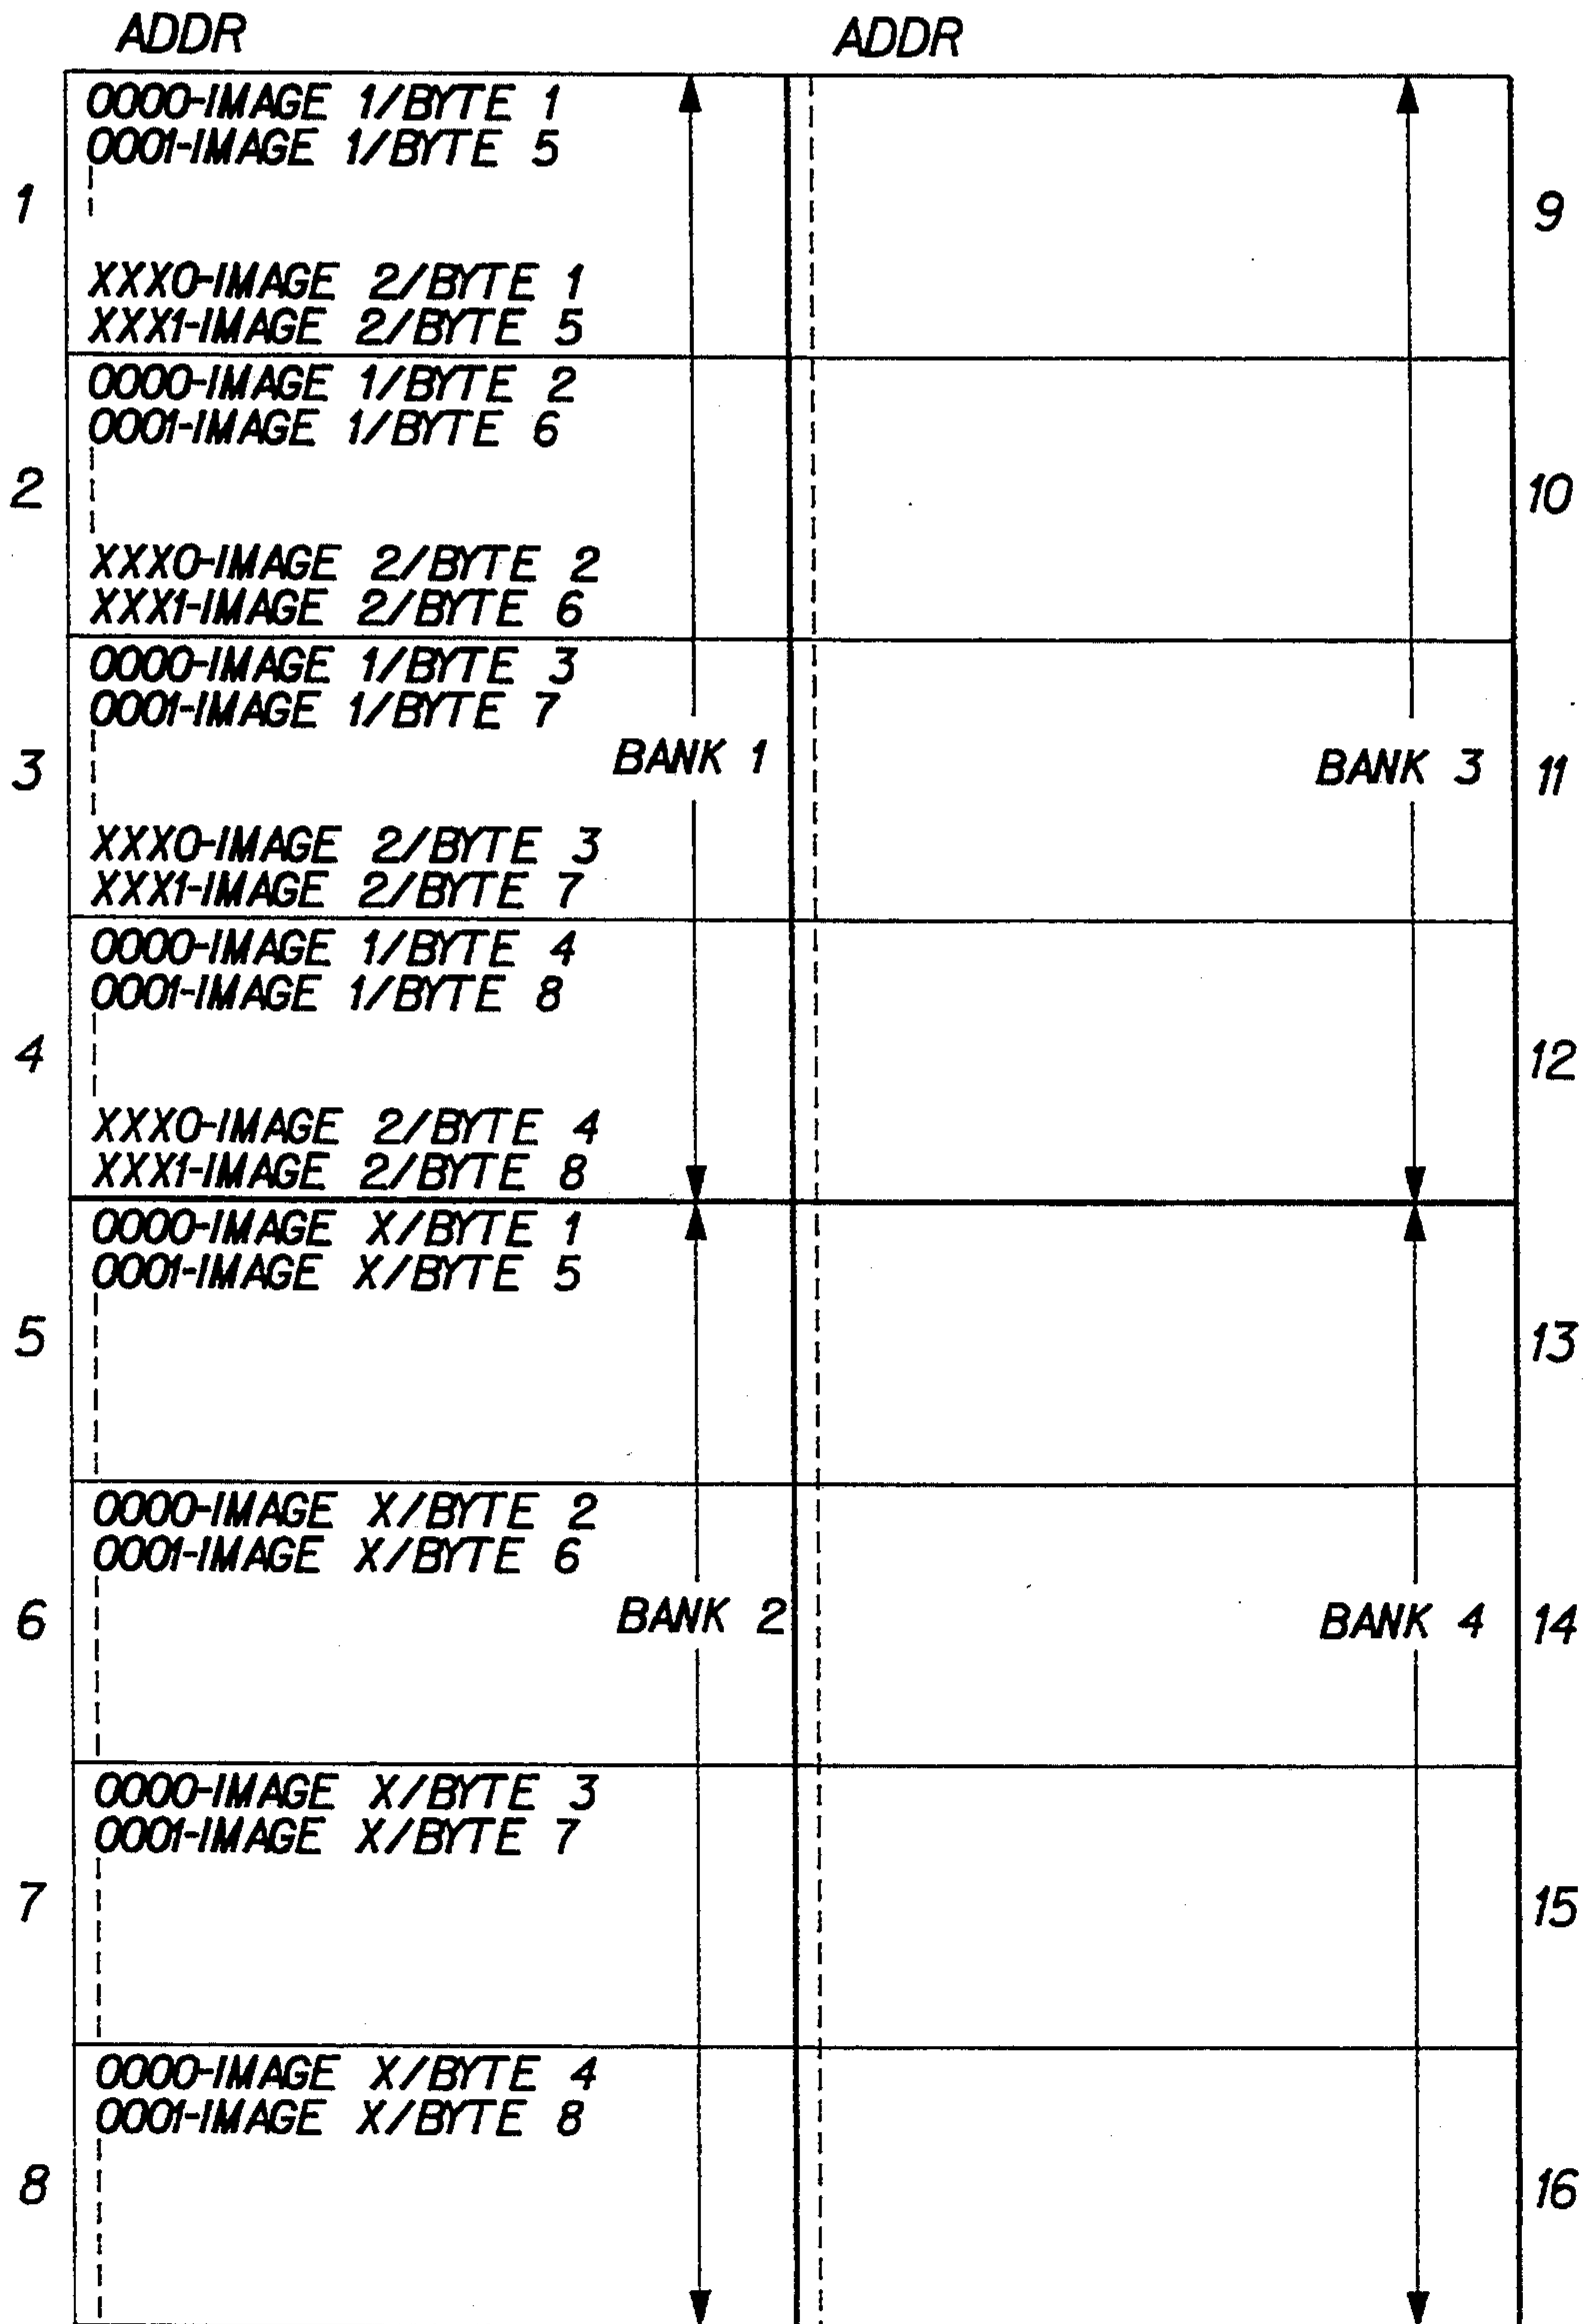 ADDR
ADDR
0000-IMAGE 1/BYTE 1
0001-IMAGE 1/BYTE 5
1
XXX0-IMAGE 2/BYTE 1
XXX1-IMAGE 2/BYTE 5
0000-IMAGE 1/BYTE 2
0001-IMAGE 1/BYTE 6
2
XXX0-IMAGE 2/BYTE 2
XXX1-IMAGE 2/BYTE 6
0000-IMAGE 1/BYTE 3
0001-IMAGE 1/BYTE 7
3
BANK 1
XXX0-IMAGE 2/BYTE 3
XXX1-IMAGE 2/BYTE 7
0000-IMAGE 1/BYTE 4
0001-IMAGE 1/BYTE 8
4
XXX0-IMAGE 2/BYTE 4
XXX1-IMAGE 2/BYTE 8
0000-IMAGE X/BYTE 1
0001-IMAGE X/BYTE 5
5
0000-IMAGE X/BYTE 2
0001-IMAGE X/BYTE 6
6
BANK 2
0000-IMAGE X/BYTE 3
0001-IMAGE X/BYTE 7
7
0000-IMAGE X/BYTE 4
0001-IMAGE X/BYTE 8
8
9
10
BANK 3
11
12
13
BANK 4
14
15
16